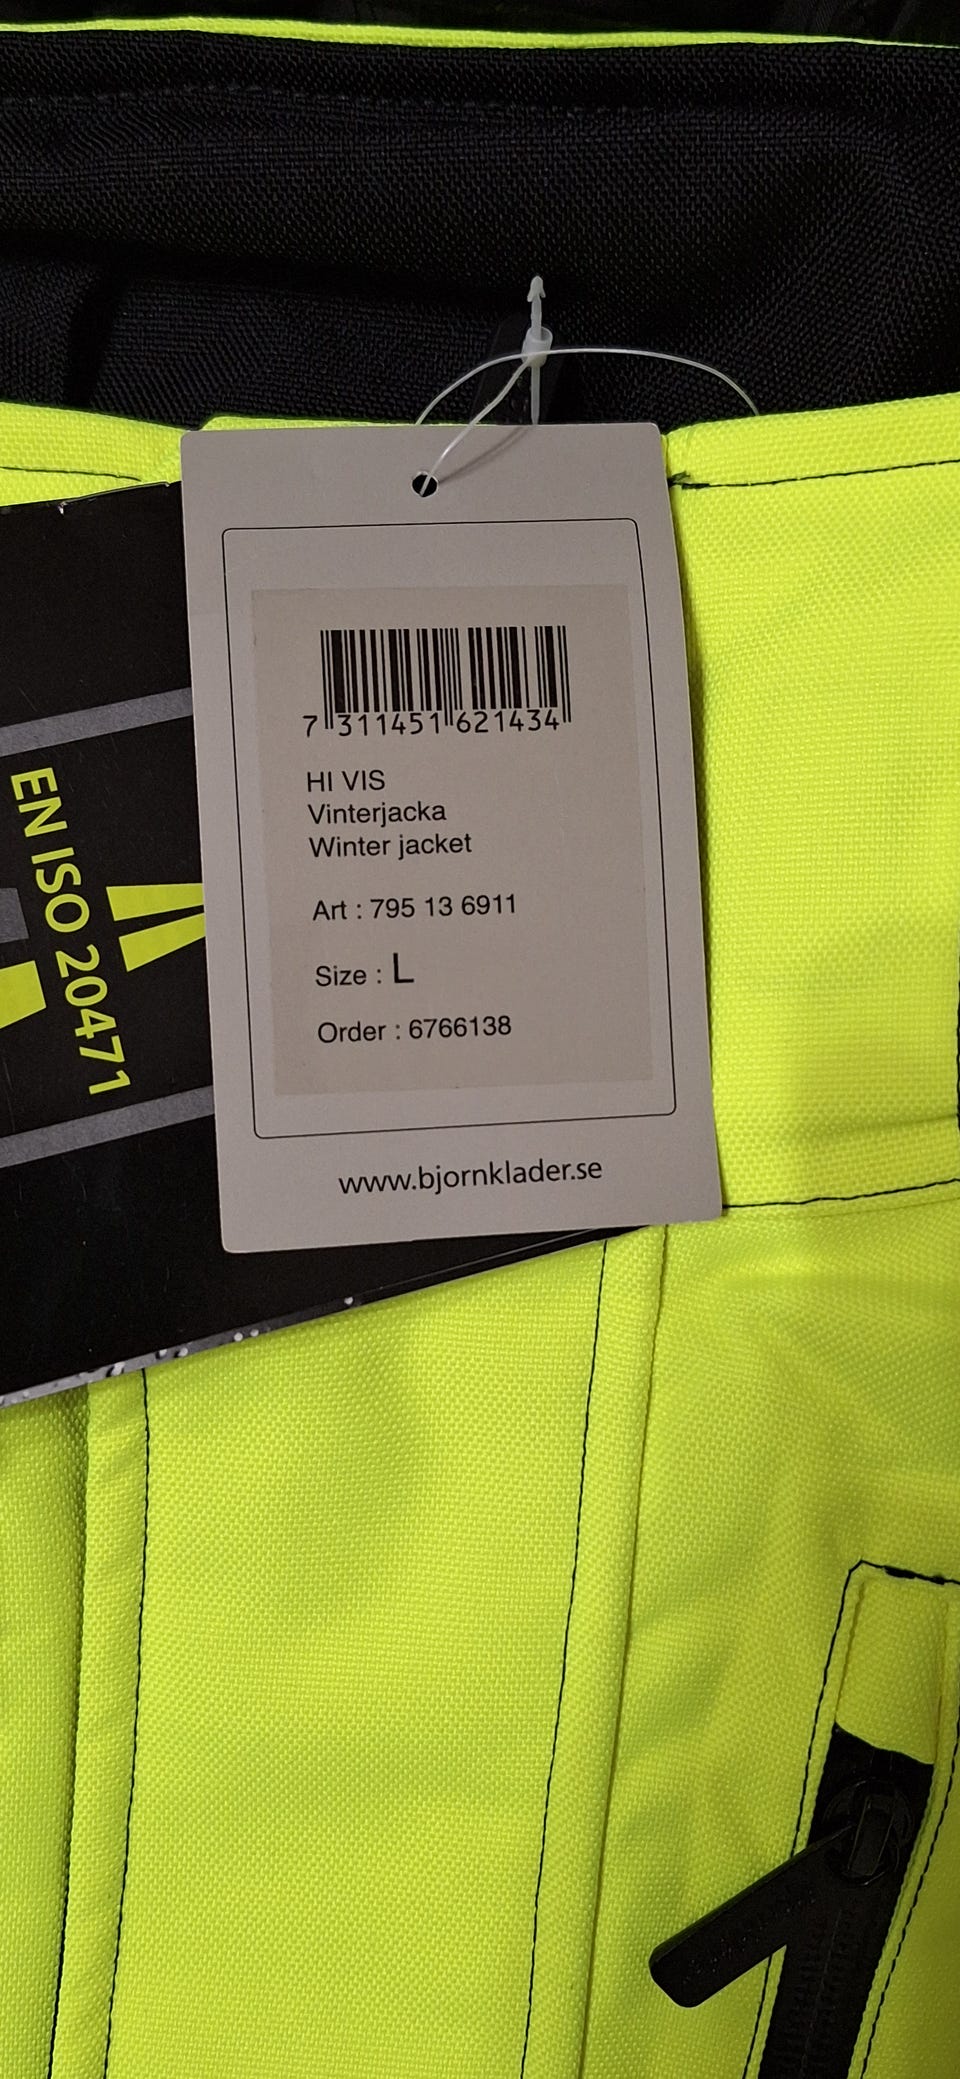 7 311451 621434
HI VIS
Vinterjacka
Winter jacket
Art : 795 13 6911
Size : L
Order : 6766138
www.bjornklader.se
EN ISO 20471